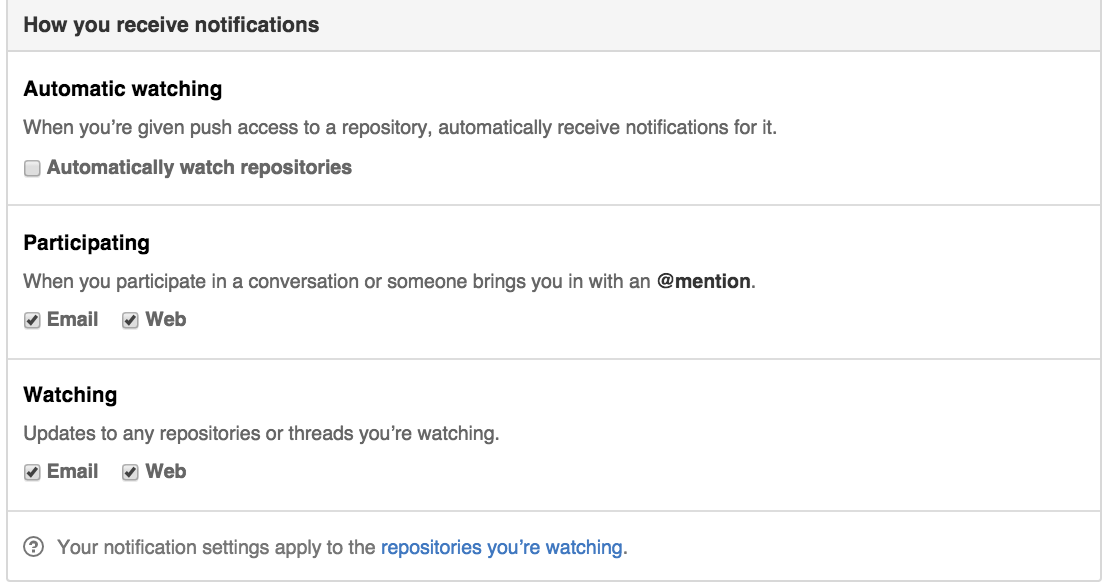 How you receive notifications
Automatic watching
When you’re given push access to a repository, automatically receive notifications for it.
Automatically watch repositories
Participating
When you participate in a conversation or someone brings you in with an @mention.
Email Web
Watching
Updates to any repositories or threads you’re watching.
Email Web
? Your notification settings apply to the repositories you’re watching.